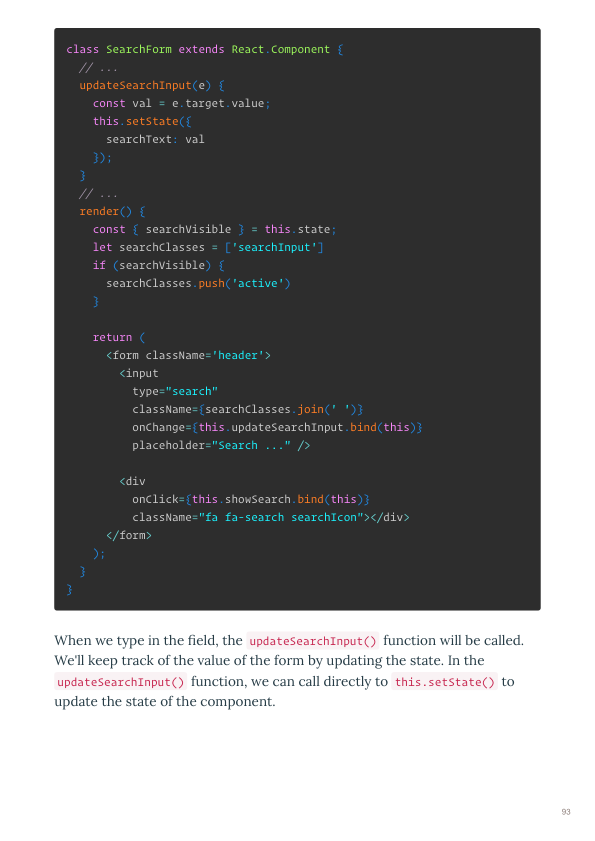 class SearchForm extends React.Component {
  // ...
  updateSearchInput(e) {
    const val = e.target.value;
    this.setState({
      searchText: val
    });
  }
  // ...
  render() {
    const { searchVisible } = this.state;
    let searchClasses = ['searchInput']
    if (searchVisible) {
      searchClasses.push('active')
    }

    return (
      <form className='header'>
        <input
          type="search"
          className={searchClasses.join(' ')}
          onChange={this.updateSearchInput.bind(this)}
          placeholder="Search ..." />

        <div
          onClick={this.showSearch.bind(this)}
          className="fa fa-search searchIcon"></div>
      </form>
    );
  }
}
When we type in the field, the updateSearchInput() function will be called.
We'll keep track of the value of the form by updating the state. In the
updateSearchInput() function, we can call directly to this.setState() to
update the state of the component.
93